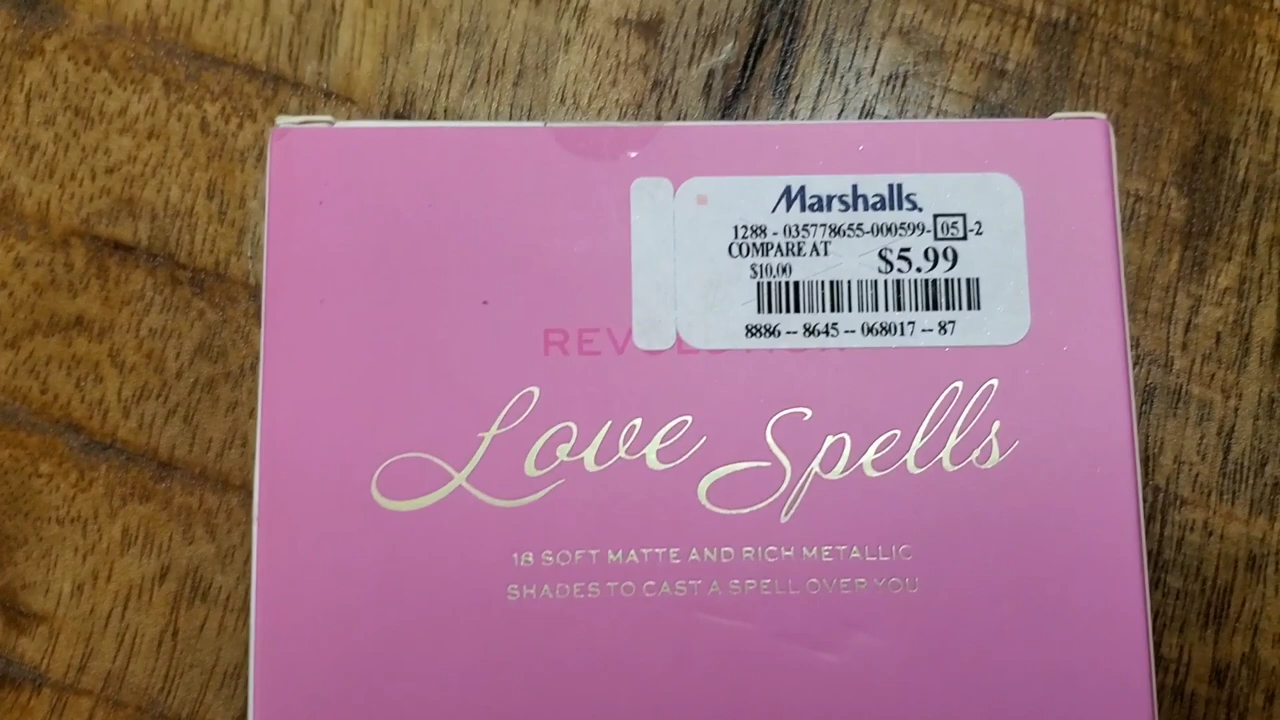 Marshalls.
1288 - 035778655-000599- 05 -2
COMPARE AT
$10.00
$5.99
8886 -- 8645 -- 068017 -- 87
Love Spells
18 SOFT MATTE AND RICH METALLIC
SHADES TO CAST A SPELL OVER YOU